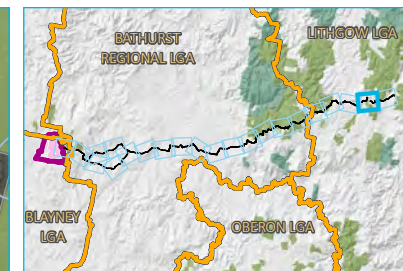 BATHURST
REGIONAL LGA
LITHGOW LGA
BLAYNEY
LGA
OBERON LGA